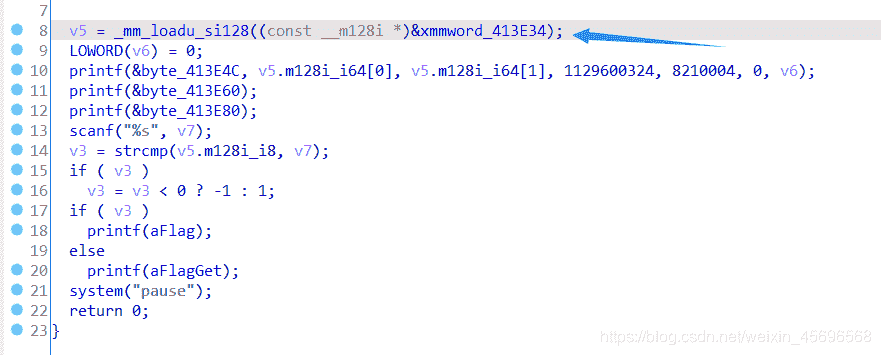 7
8 v5 = _mm_loadu_si128((const __m128i *)&xmmword_413E34);
9 LOWORD(v6) = 0;
10 printf(&byte_413E4C, v5.m128i_i64[0], v5.m128i_i64[1], 1129600324, 8210004, 0, v6);
11 printf(&byte_413E60);
12 printf(&byte_413E80);
13 scanf("%s", v7);
14 v3 = strcmp(v5.m128i_i8, v7);
15 if ( v3 )
16 v3 = v3 < 0 ? -1 : 1;
17 if ( v3 )
18 printf(aFlag);
19 else
20 printf(aFlagGet);
21 system("pause");
22 return 0;
23 }
https://blog.csdn.net/weixin_45696568